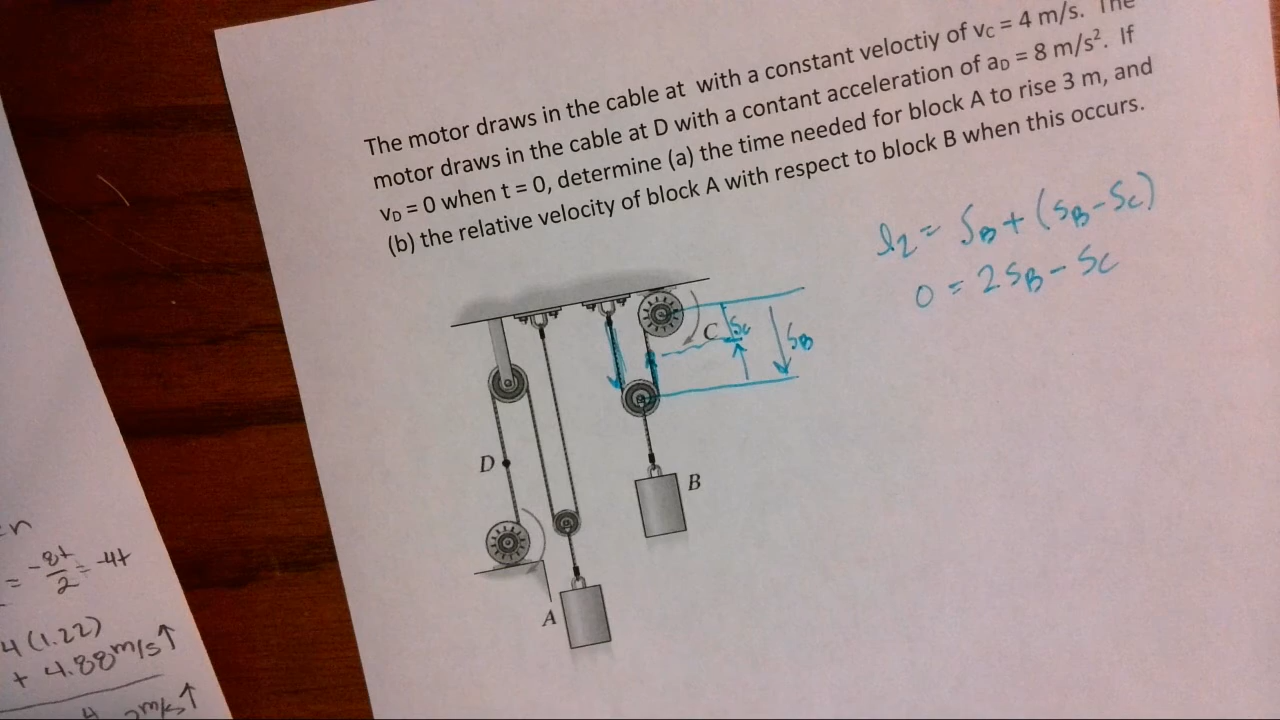 The motor draws in the cable at with a constant veloctiy of vC = 4 m/s. The
motor draws in the cable at D with a contant acceleration of aD = 8 m/s². If
vD = 0 when t = 0, determine (a) the time needed for block A to rise 3 m, and
(b) the relative velocity of block A with respect to block B when this occurs.
l2 = SB + (SB - SC)
0 = 2SB - SC
C
SC
SB
D
B
A
= -8t/2 = -4t
4(1.22)
+ 4.88 m/s ↑
m/s ↑